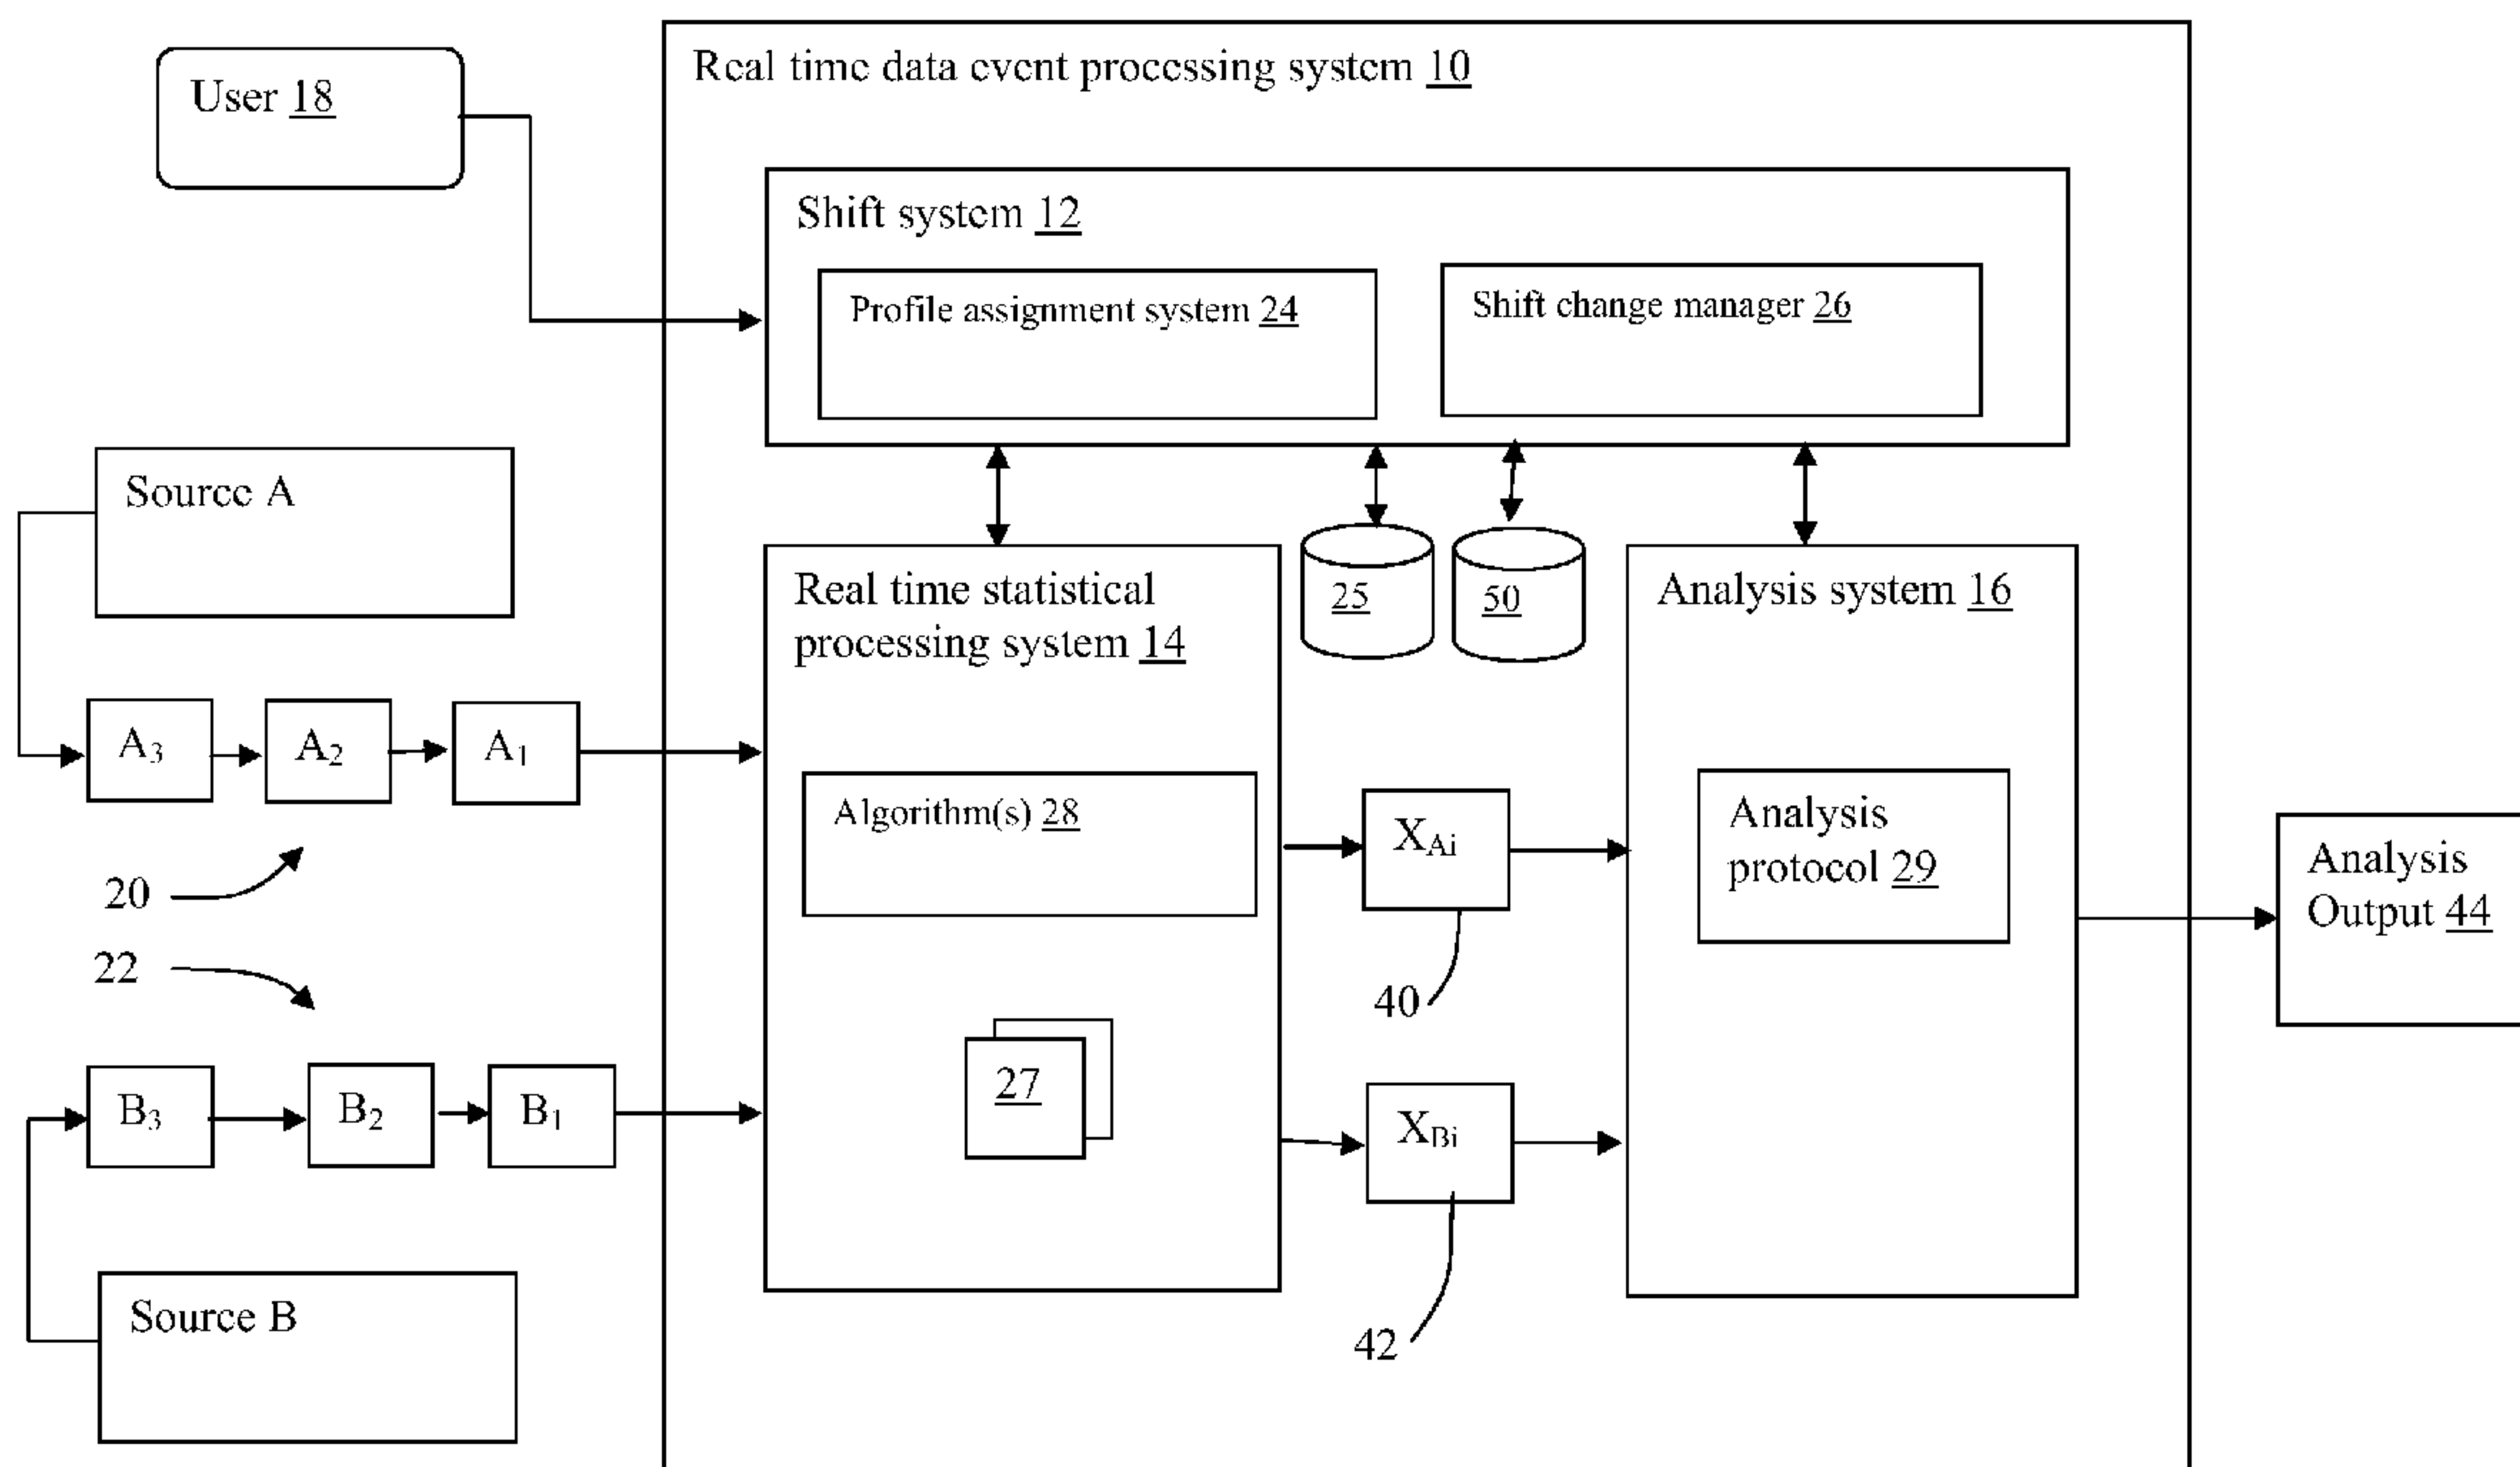 Real time data event processing system 10
User 18
Shift system 12
Profile assignment system 24
Shift change manager 26
Source A
Real time statistical
processing system 14
25
50
Analysis system 16
A3
A2
A1
Algorithm(s) 28
XAi
Analysis
protocol 29
Analysis
Output 44
20
22
40
27
B3
B2
B1
XBi
Source B
42